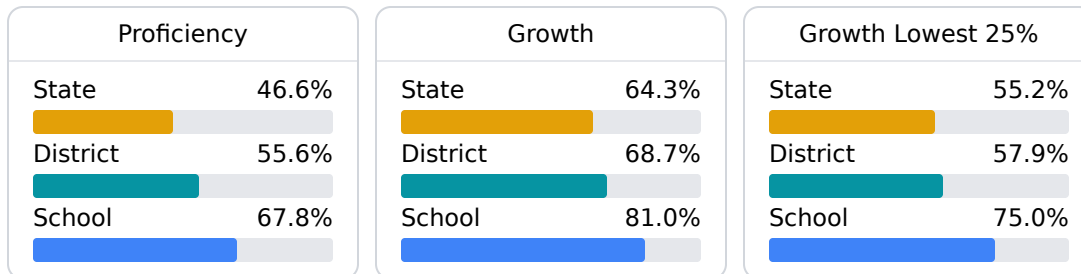 Proficiency
State 46.6%
District 55.6%
School 67.8%
Growth
State 64.3%
District 68.7%
School 81.0%
Growth Lowest 25%
State 55.2%
District 57.9%
School 75.0%